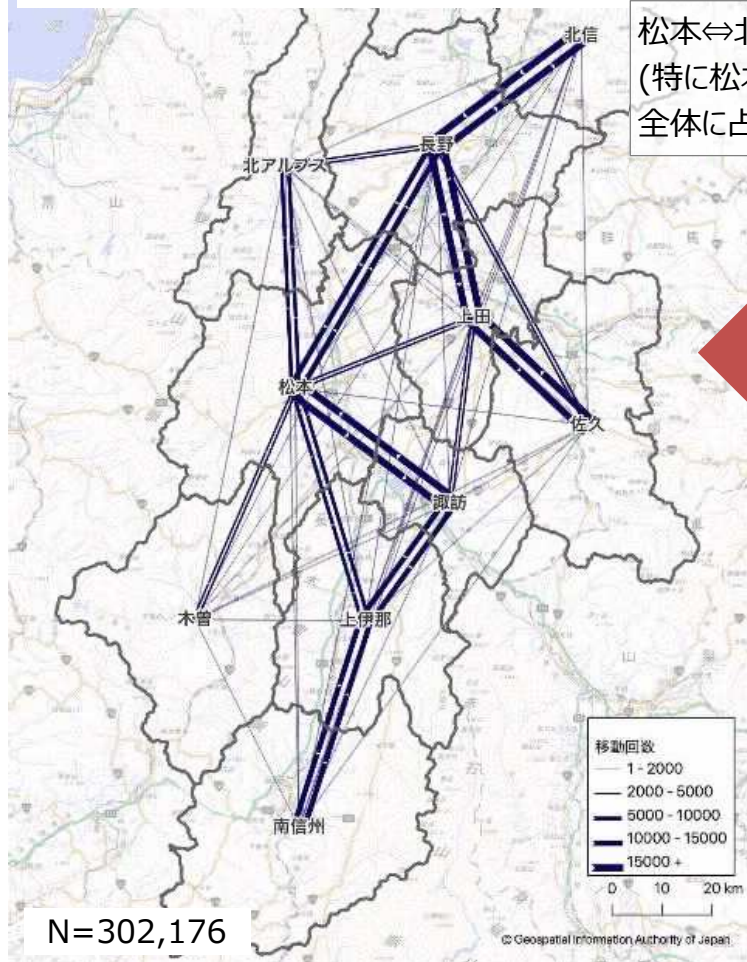 松本⇔北
(特に松本
全体に占
北信
長野
北アルプス
上田
松本
佐久
諏訪
木曽
上伊那
南信州
移動回数
1 - 2000
2000 - 5000
5000 - 10000
10000 - 15000
15000 +
0 10 20 km
N=302,176
© Geospatial Information Authority of Japan